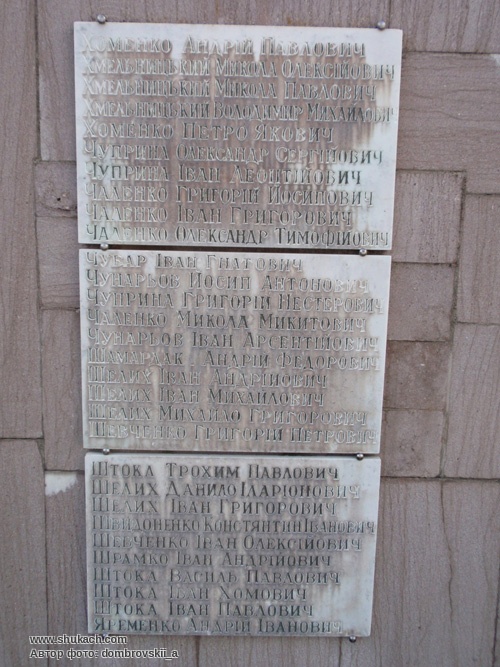 Хоменко Андрій Павлович
Хмельницький Микола Олексійович
Хмельницький Микола Павлович
Хмельницький Володимир Михайлович
Хоменко Петро Якович
Чуприна Олександр Сергійович
Чуприна Іван Леонтійович
Чаленко Григорій Йосипович
Чаленко Іван Григорович
Чаленко Олександр Тимофійович
Чубар Іван Гнатович
Чунарьов Йосип Антонович
Чуприна Григорій Нестерович
Чаленко Микола Микитович
Чунарьов Іван Арсентійович
Шамардак Андрій Федорович
Шелих Іван Андрійович
Шелих Іван Михайлович
Шелих Михайло Григорович
Шевченко Григорій Петрович
Штока Трохим Павлович
Шелих Данило Іларіонович
Шелих Іван Григорович
Швидоненко Костянтин Іванович
Шевченко Іван Олексійович
Шрамко Іван Андрійович
Штока Василь Павлович
Штока Іван Хомович
Штока Іван Павлович
Яременко Андрій Іванович
www.shukach.com
Автор фото: dombrovskii_a